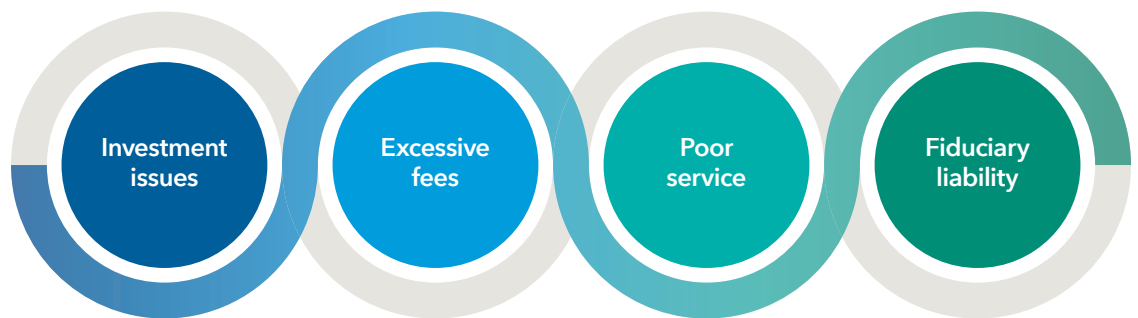 Investment
issues
Excessive
fees
Poor
service
Fiduciary
liability